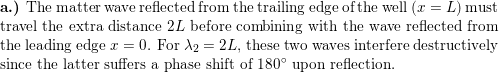 a.) The matter wave reflected from the trailing edge of the well (x = L) must
travel the extra distance 2L before combining with the wave reflected from
the leading edge x = 0. For λ₂ = 2L, these two waves interfere destructively
since the latter suffers a phase shift of 180° upon reflection.